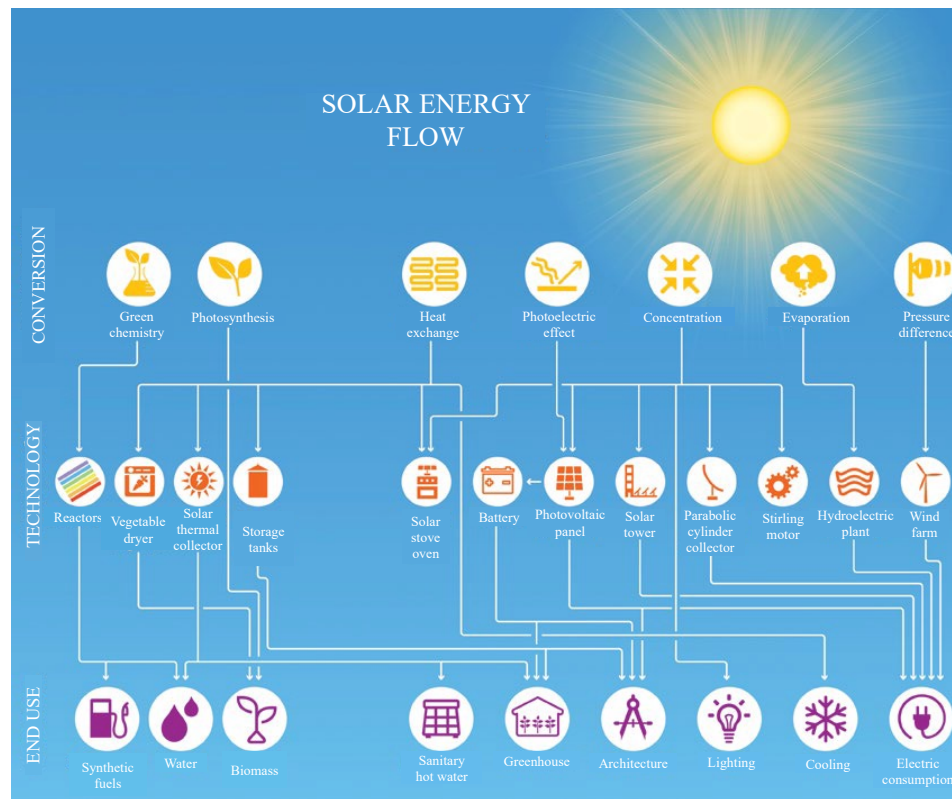 SOLAR ENERGY
FLOW
CONVERSION
Green
chemistry
Photosynthesis
Heat
exchange
Photoelectric
effect
Concentration
Evaporation
Pressure
difference
TECHNOLOGY
Reactors
Vegetable
dryer
Solar
thermal
collector
Storage
tanks
Solar
stove
oven
Battery
Photovoltaic
panel
Solar
tower
Parabolic
cylinder
collector
Stirling
motor
Hydroelectric
plant
Wind
farm
END USE
Synthetic
fuels
Water
Biomass
Sanitary
hot water
Greenhouse
Architecture
Lighting
Cooling
Electric
consumption